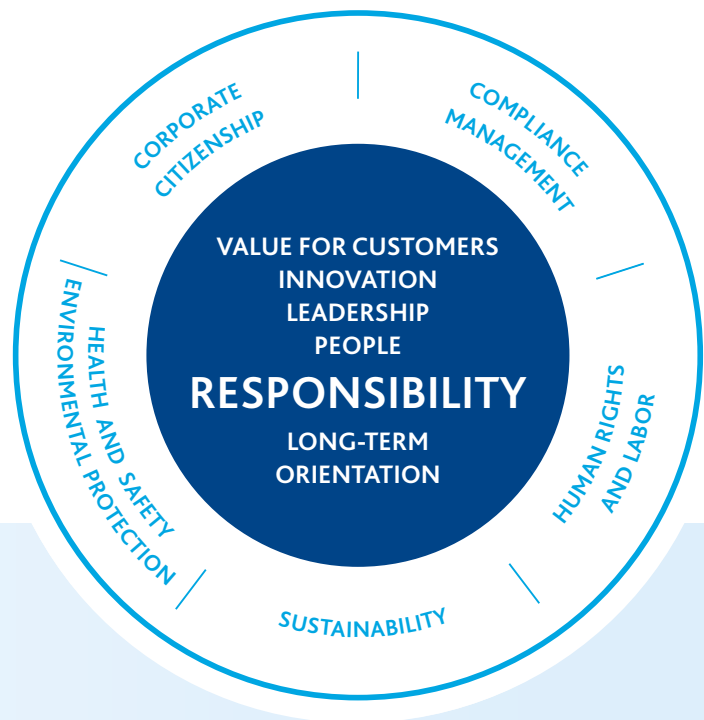 CORPORATE
CITIZENSHIP
COMPLIANCE
MANAGEMENT
VALUE FOR CUSTOMERS
INNOVATION
LEADERSHIP
PEOPLE
RESPONSIBILITY
LONG-TERM
ORIENTATION
HEALTH AND SAFETY
ENVIRONMENTAL PROTECTION
HUMAN RIGHTS
AND LABOR
SUSTAINABILITY